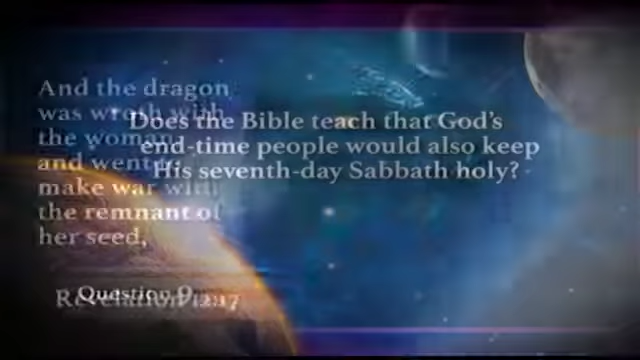 And the dragon
was wroth with
the woman,
and went to
make war with
the remnant of
her seed,
Revelation 12:17
Does the Bible teach that God's
end-time people would also keep
His seventh-day Sabbath holy?
Question 9